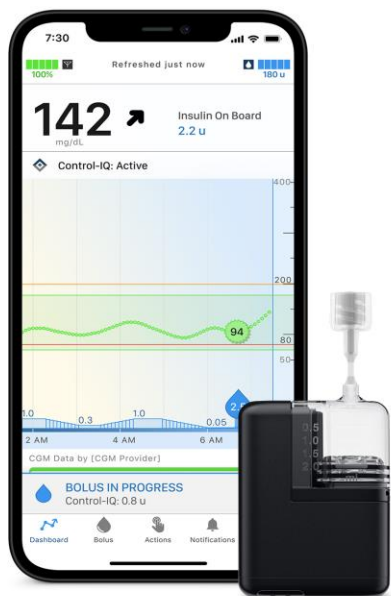 7:30
100%
Refreshed just now
180 u
142
mg/dL
Insulin On Board
2.2 u
Control-IQ: Active
400
200
94
80
50
1.0
0.3
1.0
0.05
2 AM
4 AM
6 AM
CGM Data by [CGM Provider]
BOLUS IN PROGRESS
Control-IQ: 0.8 u
Dashboard
Bolus
Actions
Notifications
0.5
1.0
1.5
2.0